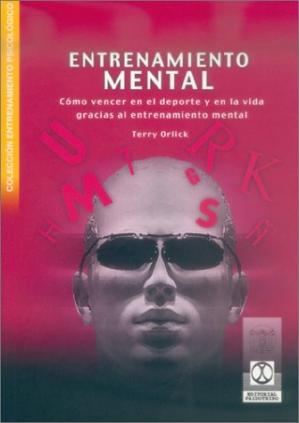 COLECCIÓN ENTRENAMIENTO PSICOLÓGICO
ENTRENAMIENTO
MENTAL
Cómo vencer en el deporte y en la vida
gracias al entrenamiento mental
Terry Orlick
U R K
A T G
M S Ñ
EDITORIAL
PAIDOTRIBO